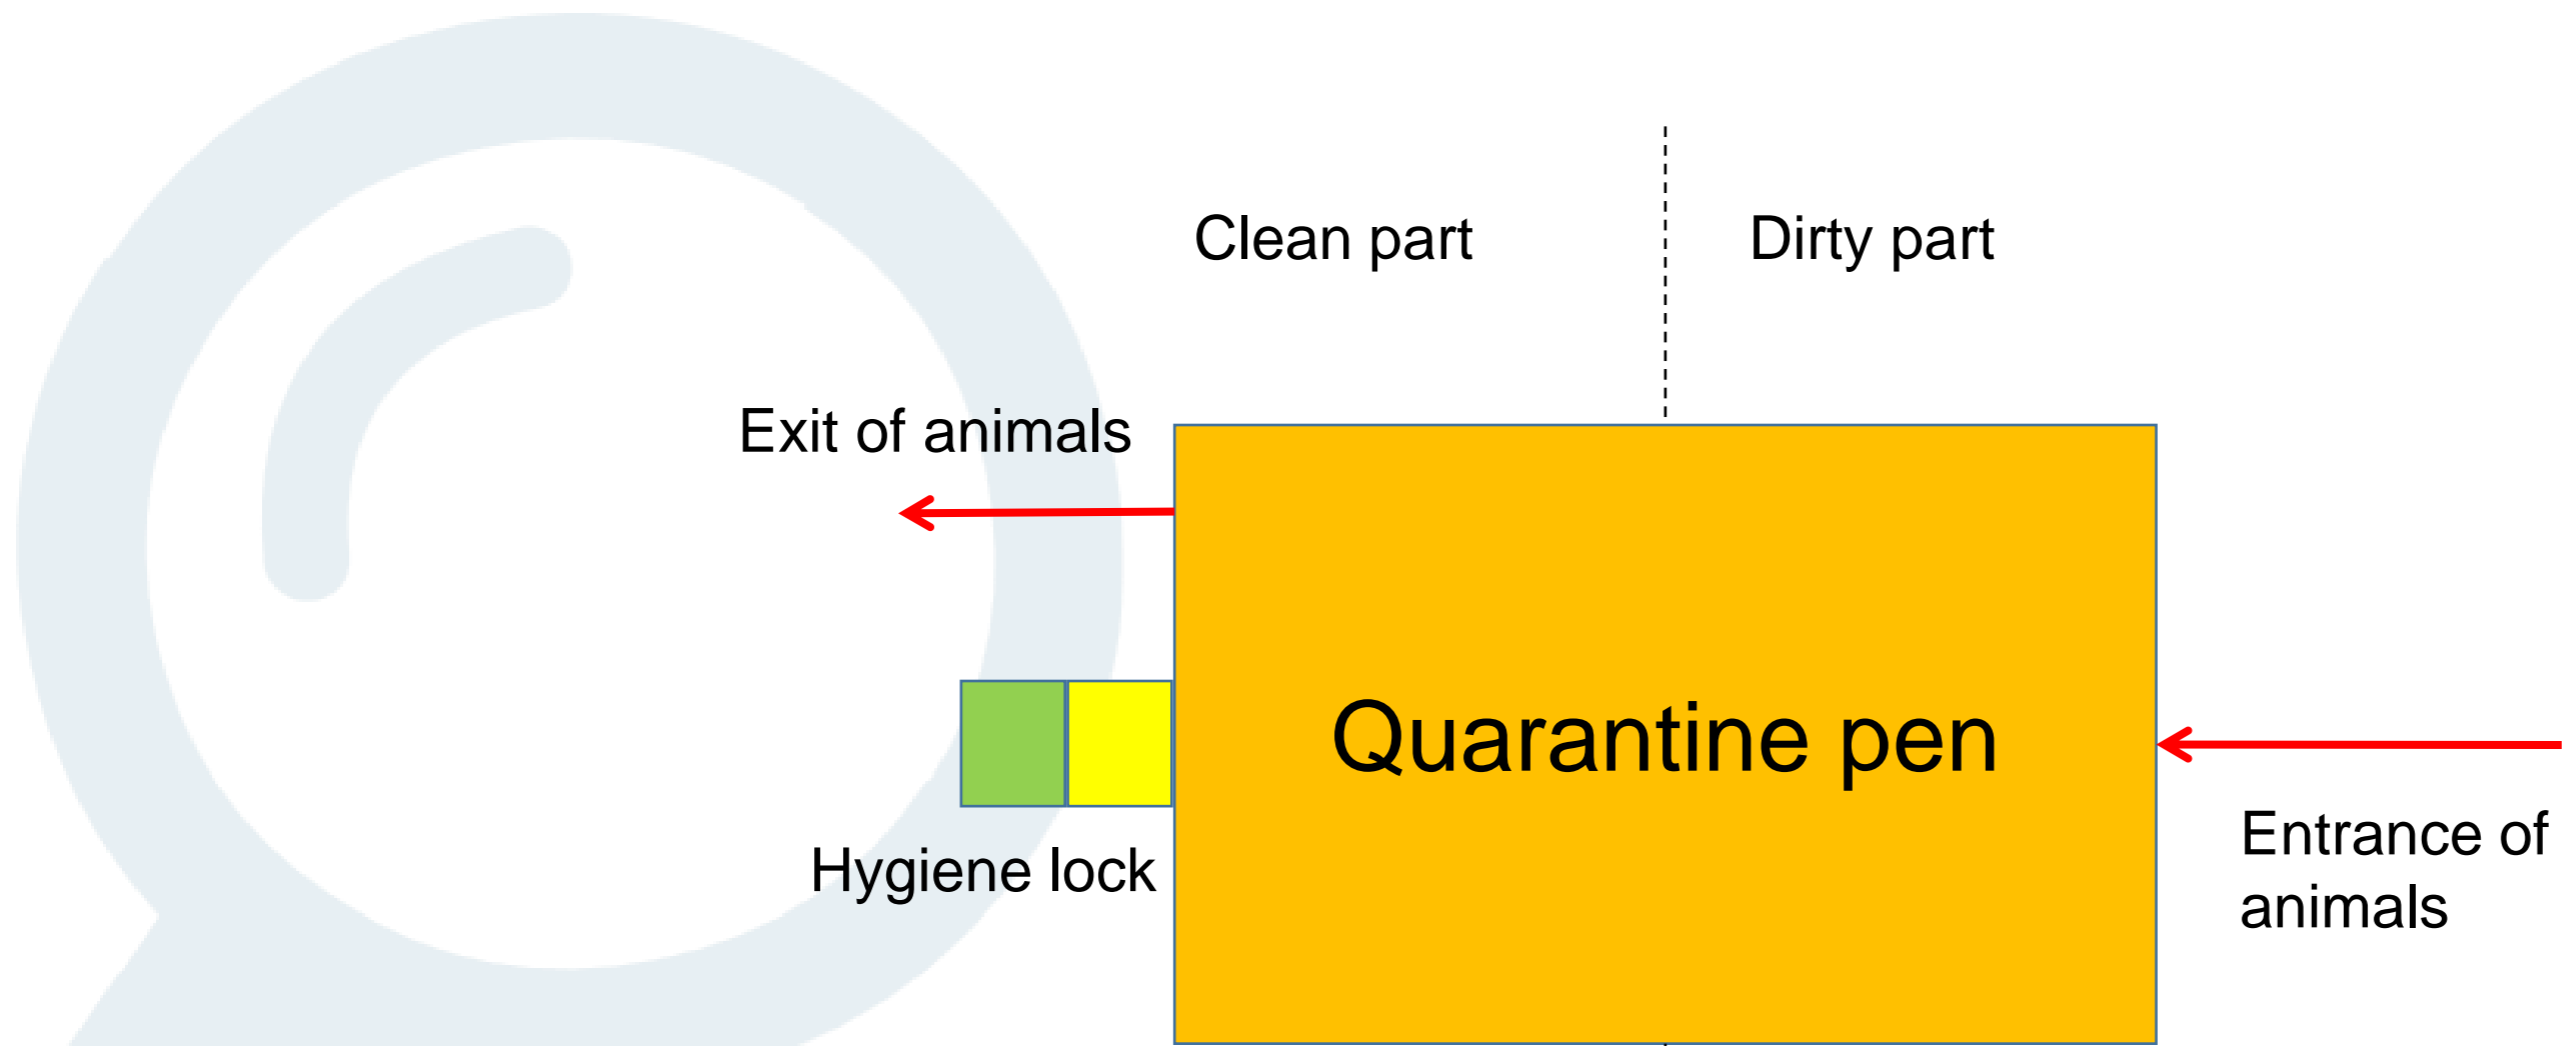 Clean part
Dirty part
Exit of animals
Quarantine pen
Hygiene lock
Entrance of
animals